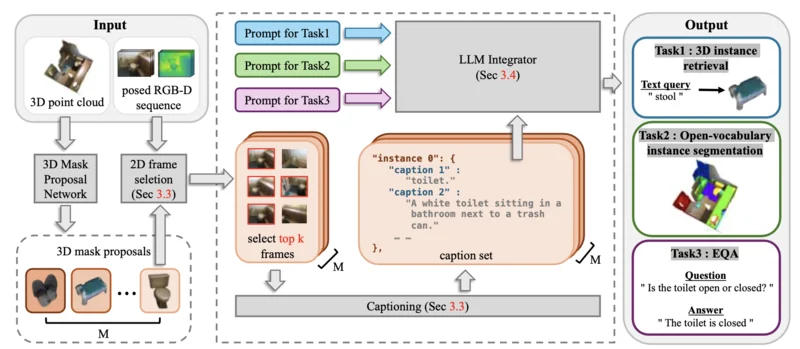 Input
3D point cloud
posed RGB-D
sequence
3D Mask
Proposal
Network
2D frame
seletion
(Sec 3.3)
3D mask proposals
...
M
Prompt for Task1
Prompt for Task2
Prompt for Task3
LLM Integrator
(Sec 3.4)
select top k
frames
M
"instance 0": {
"caption 1" :
"toilet."
"caption 2" :
"A white toilet sitting in a
bathroom next to a trash
can."
… …
},
caption set
M
Captioning (Sec 3.3)
Output
Task1 : 3D instance
retrieval
Text query
" stool "
Task2 : Open-vocabulary
instance segmentation
Task3 : EQA
Question
" Is the toilet open or closed? "
Answer
" The toilet is closed "